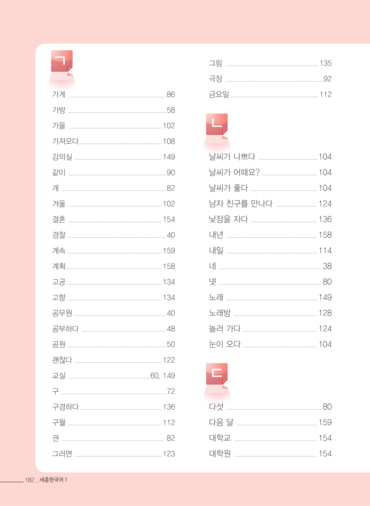 ㄱ
가게 86
가방 58
가을 102
가져오다 108
강의실 149
같이 90
개 82
겨울 102
결혼 154
경찰 40
계속 159
계획 158
고궁 134
고향 134
공무원 40
공부하다 48
공원 50
괜찮다 122
교실 60, 149
구 72
구경하다 136
구월 112
권 82
그러면 123
그림 135
극장 92
금요일 112
ㄴ
날씨가 나쁘다 104
날씨가 어때요? 104
날씨가 좋다 104
남자 친구를 만나다 124
낮잠을 자다 136
내년 158
내일 114
네 38
넷 80
노래 149
노래방 128
놀러 가다 124
눈이 오다 104
ㄷ
다섯 80
다음 달 159
대학교 154
대학원 154
182 _ 세종한국어 1